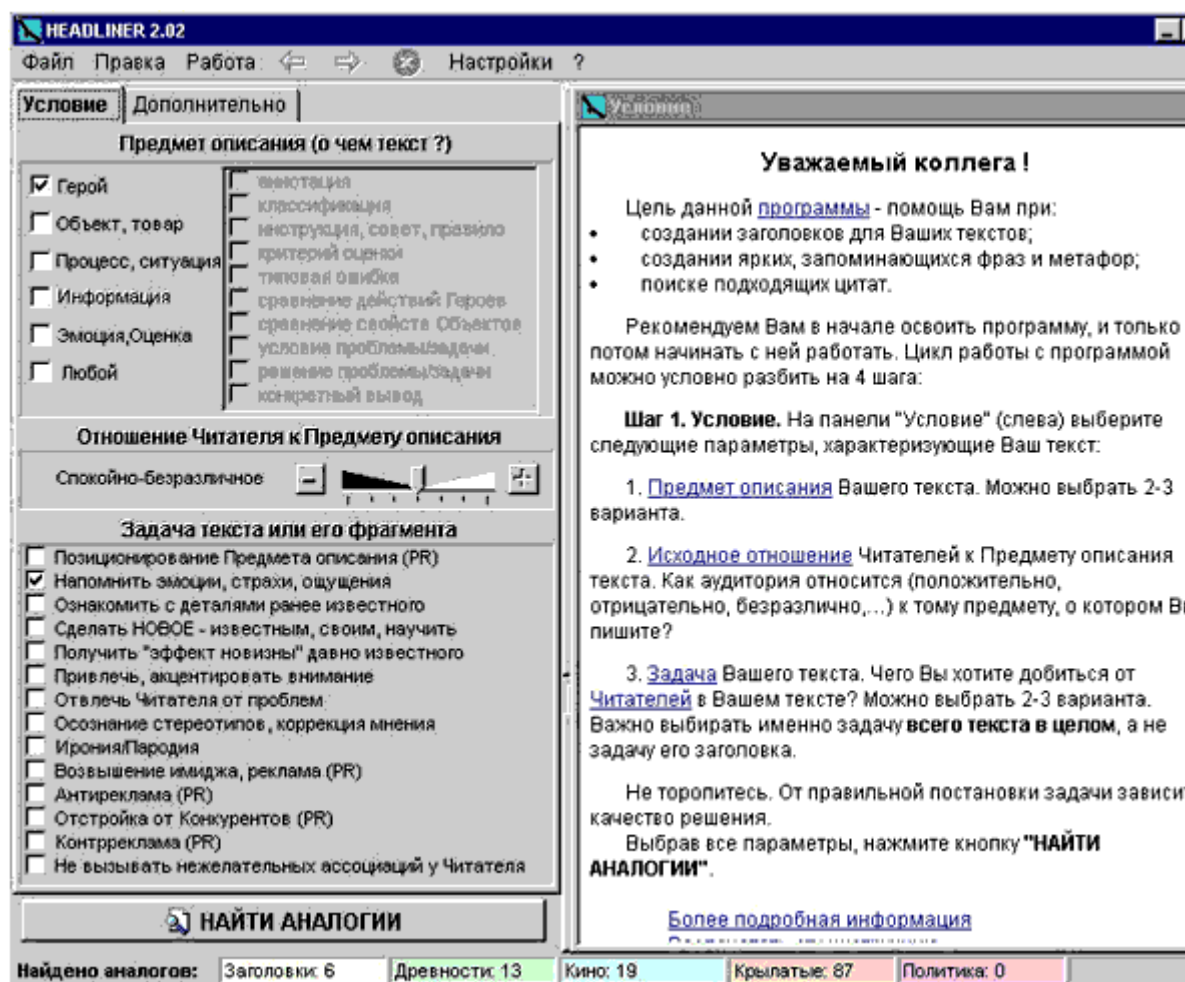 HEADLINER 2.02
Файл Правка Работа Настройки ?
Условие Дополнительно
Предмет описания (о чем текст ?)
Герой
Объект, товар
Процесс, ситуация
Информация
Эмоция,Оценка
Любой
аннотация
классификация
инструкция, совет, правило
критерий оценки
типовая ошибка
сравнение действий Героев
сравнение свойств Объектов
условие проблемы/задачи
решение проблемы/задачи
конкретный вывод
Отношение Читателя к Предмету описания
Спокойно-безразличное
Задача текста или его фрагмента
Позиционирование Предмета описания (PR)
Напомнить эмоции, страхи, ощущения
Ознакомить с деталями ранее известного
Сделать НОВОЕ - известным, своим, научить
Получить "эффект новизны" давно известного
Привлечь, акцентировать внимание
Отвлечь Читателя от проблем
Осознание стереотипов, коррекция мнения
Ирония/Пародия
Возвышение имиджа, реклама (PR)
Антиреклама (PR)
Отстройка от Конкурентов (PR)
Контрреклама (PR)
Не вызывать нежелательных ассоциаций у Читателя
НАЙТИ АНАЛОГИИ
Условие
Уважаемый коллега !
Цель данной программы - помощь Вам при:
• создании заголовков для Ваших текстов;
• создании ярких, запоминающихся фраз и метафор;
• поиске подходящих цитат.
Рекомендуем Вам в начале освоить программу, и только
потом начинать с ней работать. Цикл работы с программой
можно условно разбить на 4 шага:
Шаг 1. Условие. На панели "Условие" (слева) выберите
следующие параметры, характеризующие Ваш текст:
1. Предмет описания Вашего текста. Можно выбрать 2-3
варианта.
2. Исходное отношение Читателей к Предмету описания
текста. Как аудитория относится (положительно,
отрицательно, безразлично,...) к тому предмету, о котором
пишите?
3. Задача Вашего текста. Чего Вы хотите добиться от
Читателей в Вашем тексте? Можно выбрать 2-3 варианта.
Важно выбирать именно задачу всего текста в целом, а не
задачу его заголовка.
Не торопитесь. От правильной постановки задачи зависит
качество решения.
Выбрав все параметры, нажмите кнопку "НАЙТИ
АНАЛОГИИ".
Более подробная информация
Найдено аналогов: Заголовки: 6 Древности: 13 Кино: 19 Крылатые: 87 Политика: 0